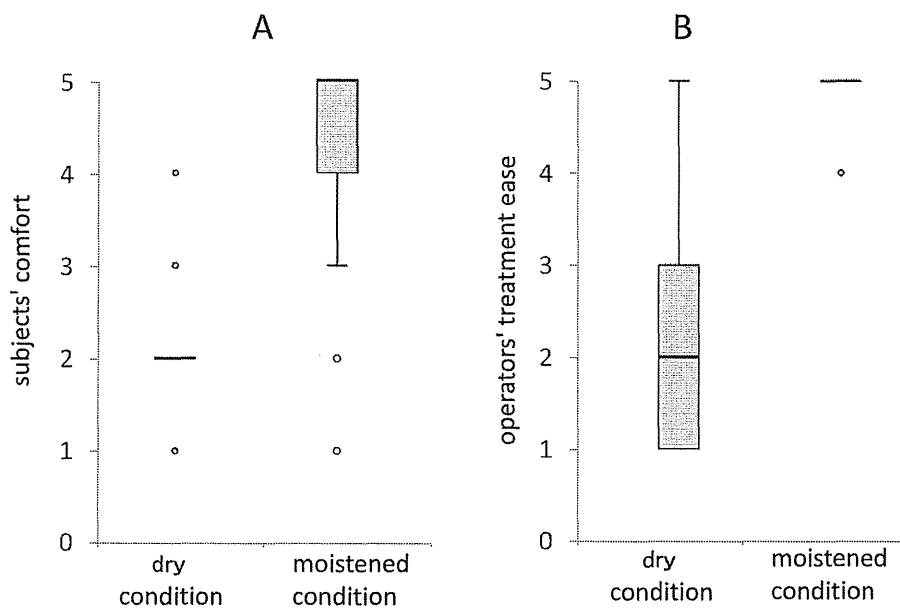 A
subjects' comfort
5
4
3
2
1
0
dry
condition
moistened
condition
B
operators' treatment ease
5
4
3
2
1
0
dry
condition
moistened
condition